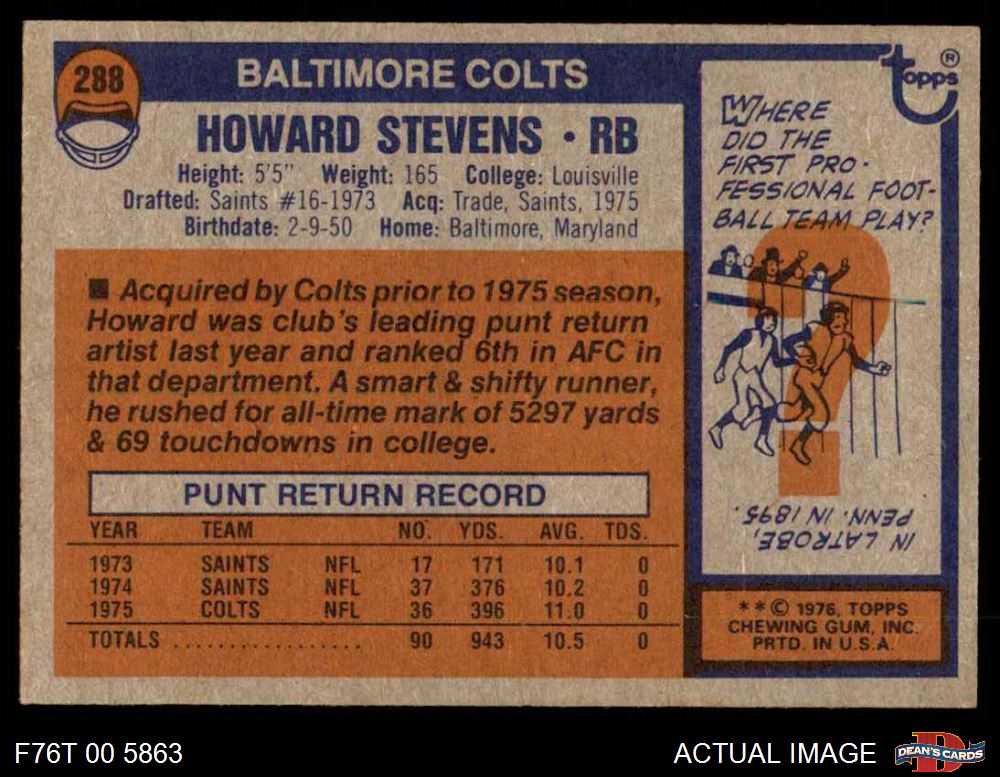 288
BALTIMORE COLTS
HOWARD STEVENS • RB
Height: 5'5" Weight: 165 College: Louisville
Drafted: Saints #16-1973 Acq: Trade, Saints, 1975
Birthdate: 2-9-50 Home: Baltimore, Maryland
■ Acquired by Colts prior to 1975 season,
Howard was club's leading punt return
artist last year and ranked 6th in AFC in
that department. A smart & shifty runner,
he rushed for all-time mark of 5297 yards
& 69 touchdowns in college.
PUNT RETURN RECORD
YEAR TEAM NO. YDS. AVG. TDS.
1973 SAINTS NFL 17 171 10.1 0
1974 SAINTS NFL 37 376 10.2 0
1975 COLTS NFL 36 396 11.0 0
TOTALS .................. 90 943 10.5 0
topps®
WHERE
DID THE
FIRST PRO-
FESSIONAL FOOT-
BALL TEAM PLAY?
?
IN LATROBE,
PENN. IN 1895.
**© 1976, TOPPS
CHEWING GUM, INC.
PRTD. IN U.S.A.
F76T 00 5863
ACTUAL IMAGE
D
DEAN'S CARDS